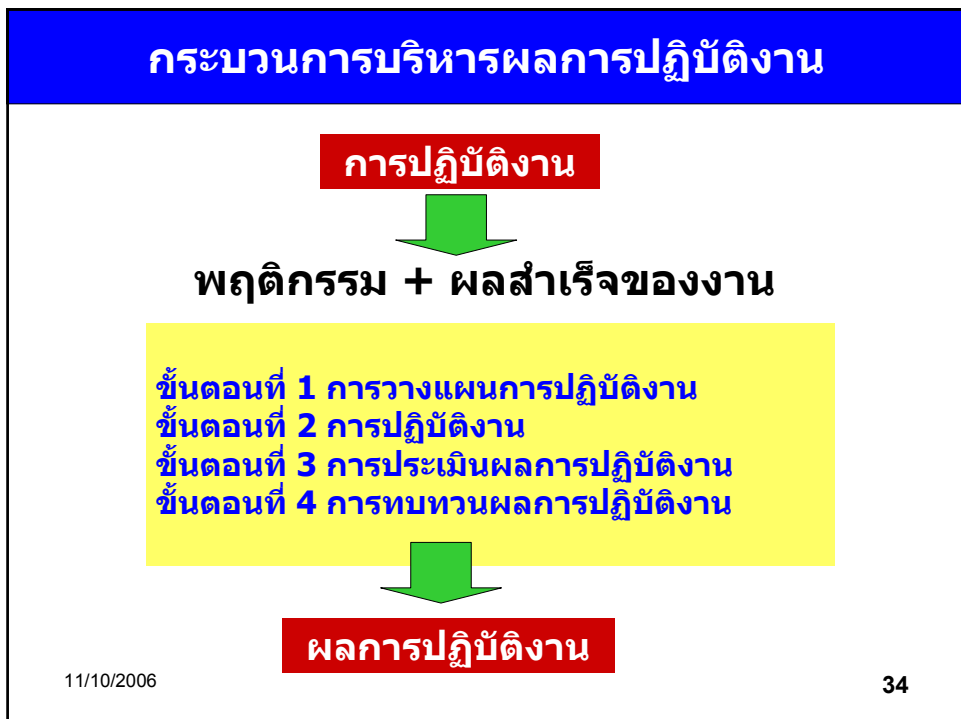 กระบวนการบริหารผลการปฏิบัติงาน
การปฏิบัติงาน
พฤติกรรม + ผลสำเร็จของงาน
ขั้นตอนที่ 1 การวางแผนการปฏิบัติงาน
ขั้นตอนที่ 2 การปฏิบัติงาน
ขั้นตอนที่ 3 การประเมินผลการปฏิบัติงาน
ขั้นตอนที่ 4 การทบทวนผลการปฏิบัติงาน
ผลการปฏิบัติงาน
11/10/2006
34